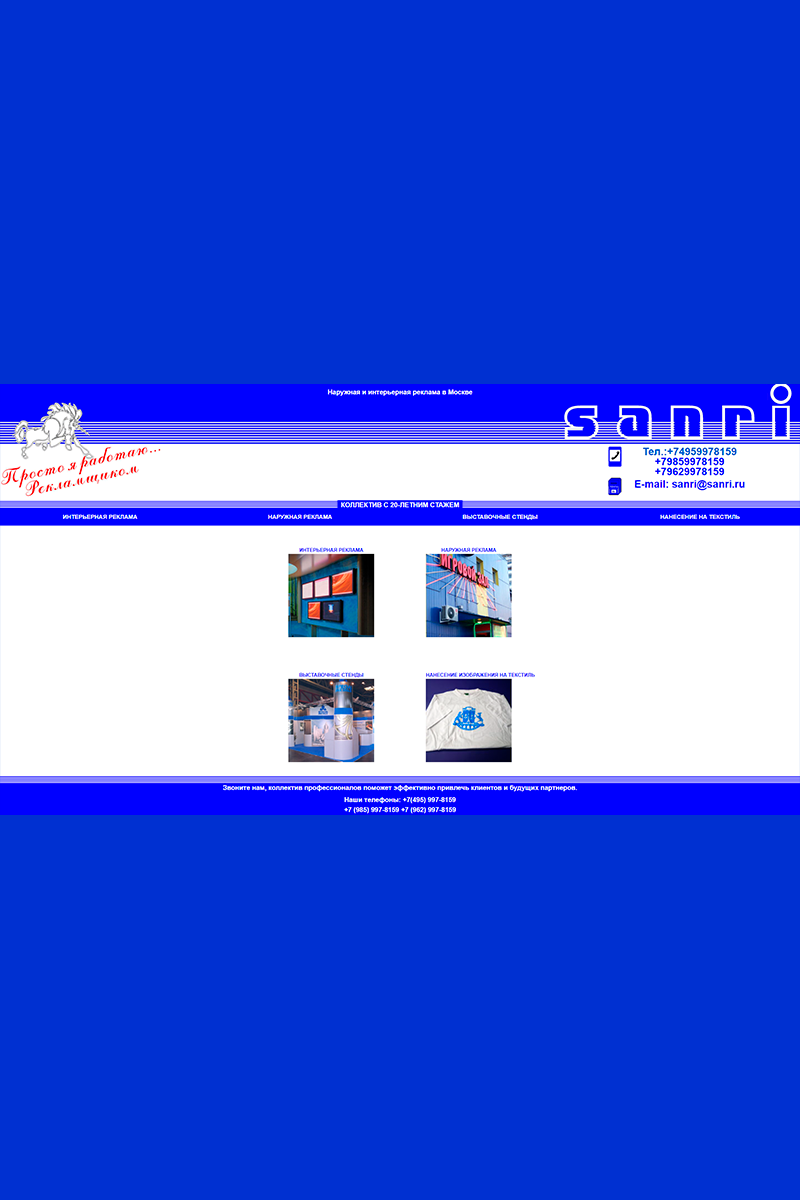 Наружная и интерьерная реклама в Москве
sanri
Просто я работаю...
Рекламщиком
Тел.:+74959978159
+79859978159
+79629978159
E-mail: sanri@sanri.ru
КОЛЛЕКТИВ С 20-ЛЕТНИМ СТАЖЕМ
ИНТЕРЬЕРНАЯ РЕКЛАМА
НАРУЖНАЯ РЕКЛАМА
ВЫСТАВОЧНЫЕ СТЕНДЫ
НАНЕСЕНИЕ НА ТЕКСТИЛЬ
ИНТЕРЬЕРНАЯ РЕКЛАМА
НАРУЖНАЯ РЕКЛАМА
ИГРОВОЙ ЗАЛ
ВЫСТАВОЧНЫЕ СТЕНДЫ
НАНЕСЕНИЕ ИЗОБРАЖЕНИЯ НА ТЕКСТИЛЬ
Звоните нам, коллектив профессионалов поможет эффективно привлечь клиентов и будущих партнеров.
Наши телефоны: +7(495) 997-8159
+7 (985) 997-8159 +7 (962) 997-8159